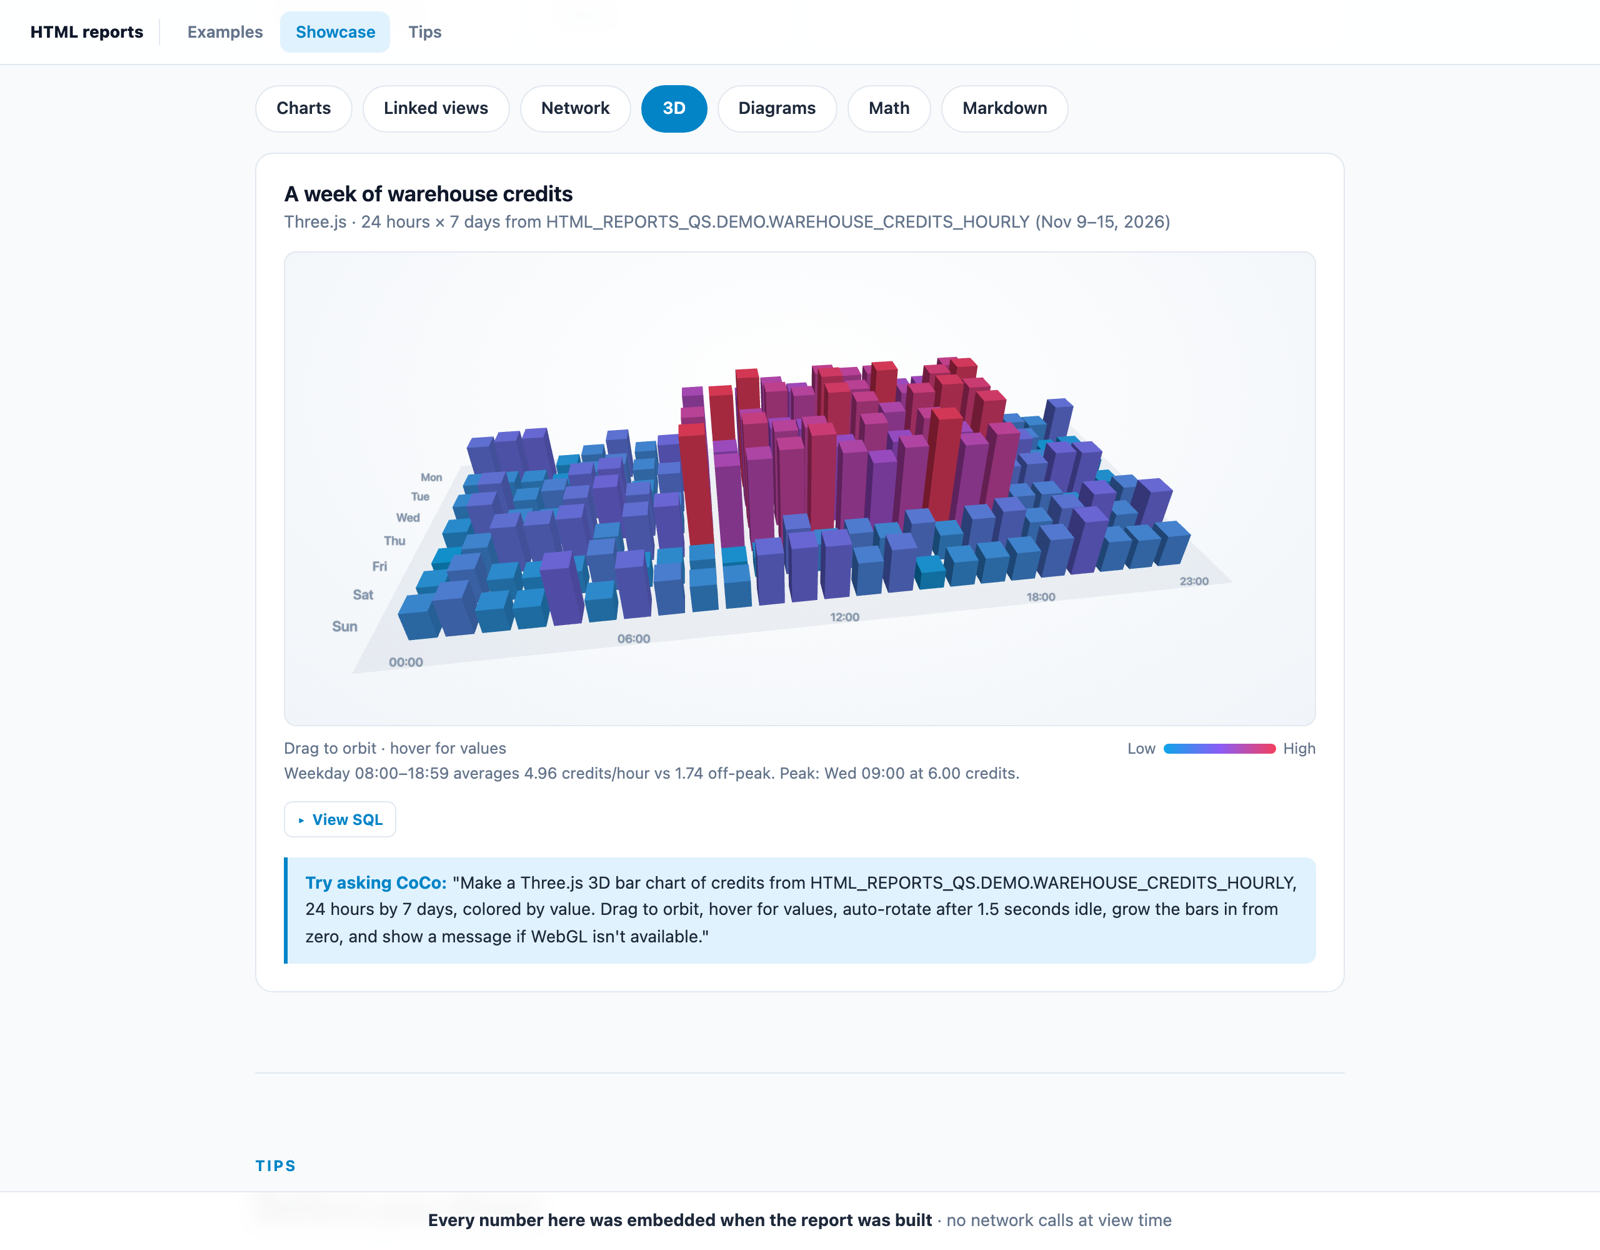 HTML reports
Examples
Showcase
Tips
Charts
Linked views
Network
3D
Diagrams
Math
Markdown
A week of warehouse credits
Three.js · 24 hours × 7 days from HTML_REPORTS_QS.DEMO.WAREHOUSE_CREDITS_HOURLY (Nov 9–15, 2026)
Mon
Tue
Wed
Thu
Fri
Sat
Sun
00:00
06:00
12:00
18:00
23:00
Drag to orbit · hover for values
Low
High
Weekday 08:00–18:59 averages 4.96 credits/hour vs 1.74 off-peak. Peak: Wed 09:00 at 6.00 credits.
▸ View SQL
Try asking CoCo: "Make a Three.js 3D bar chart of credits from HTML_REPORTS_QS.DEMO.WAREHOUSE_CREDITS_HOURLY,
24 hours by 7 days, colored by value. Drag to orbit, hover for values, auto-rotate after 1.5 seconds idle, grow the bars in from
zero, and show a message if WebGL isn't available."
TIPS
Every number here was embedded when the report was built · no network calls at view time